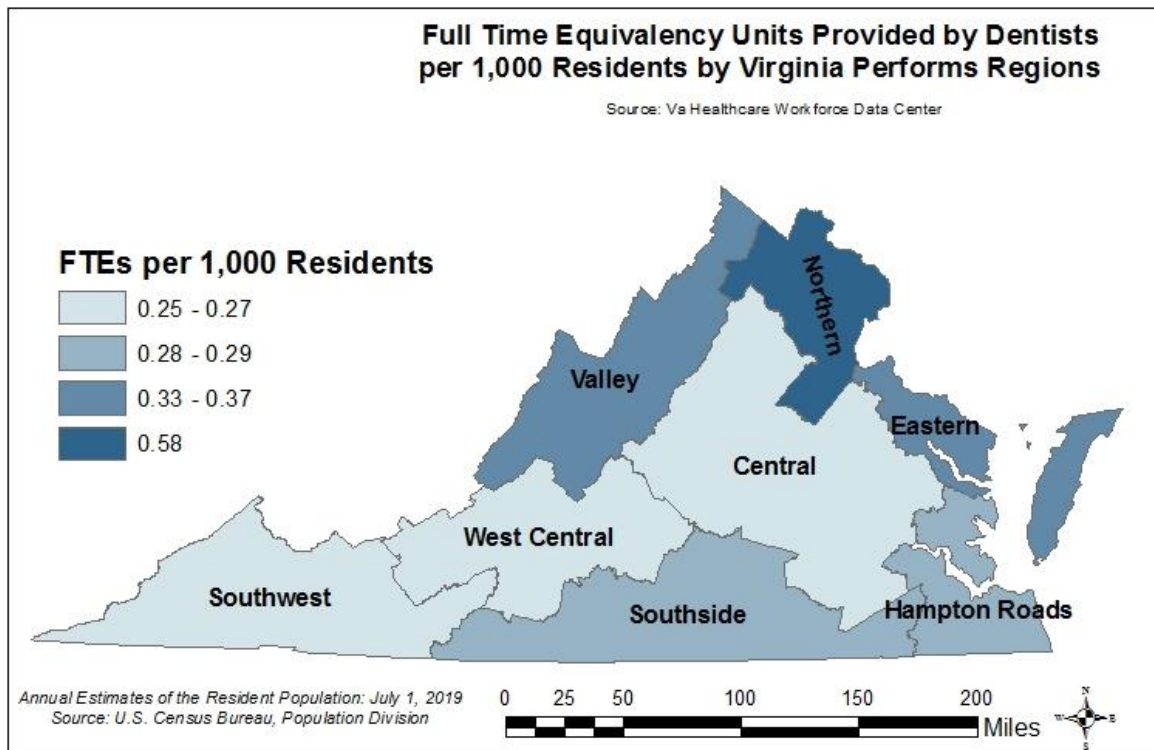 Full Time Equivalency Units Provided by Dentists
per 1,000 Residents by Virginia Performs Regions
Source: Va Healthcare Workforce Data Center
FTEs per 1,000 Residents
0.25 - 0.27
0.28 - 0.29
0.33 - 0.37
0.58
Northern
Valley
Eastern
Central
West Central
Southwest
Southside
Hampton Roads
Annual Estimates of the Resident Population: July 1, 2019
Source: U.S. Census Bureau, Population Division
0 25 50 100 150 200
Miles
N
W E
S